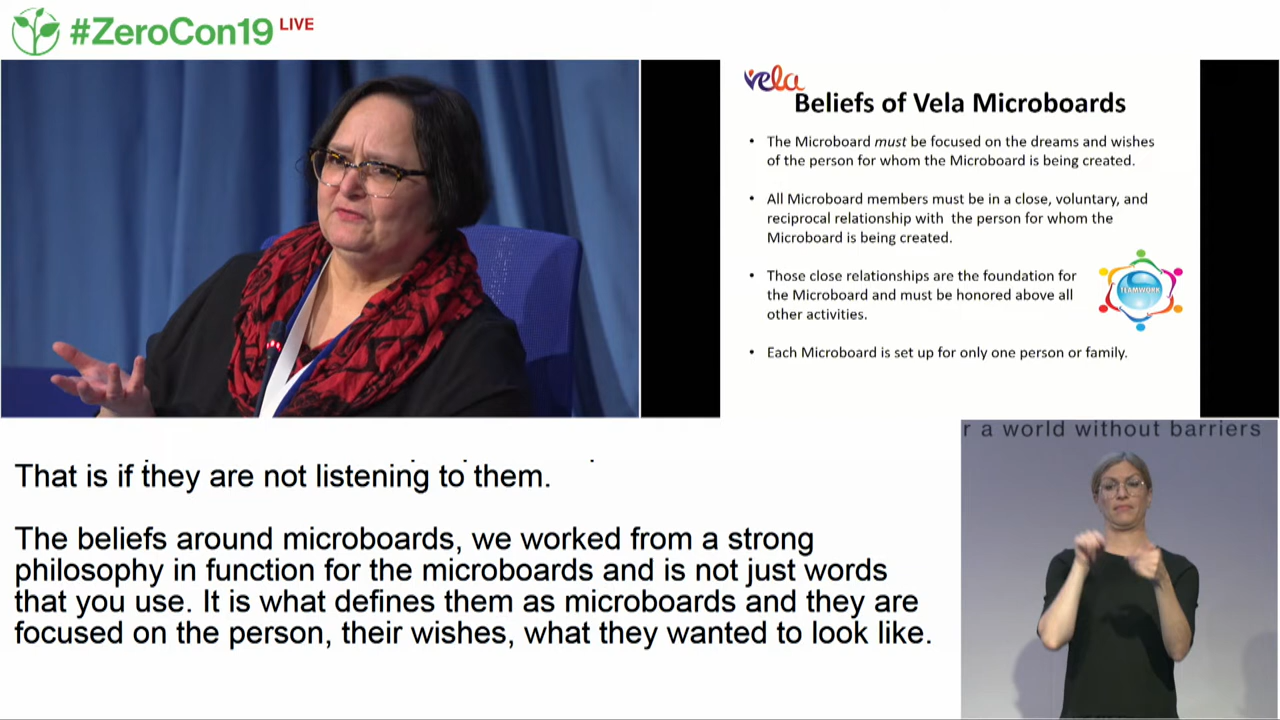 #ZeroCon19 LIVE
vela
Beliefs of Vela Microboards
• The Microboard must be focused on the dreams and wishes
of the person for whom the Microboard is being created.
• All Microboard members must be in a close, voluntary, and
reciprocal relationship with the person for whom the
Microboard is being created.
• Those close relationships are the foundation for
the Microboard and must be honored above all
other activities.
TEAMWORK
• Each Microboard is set up for only one person or family.
r a world without barriers
That is if they are not listening to them.
The beliefs around microboards, we worked from a strong
philosophy in function for the microboards and is not just words
that you use. It is what defines them as microboards and they are
focused on the person, their wishes, what they wanted to look like.